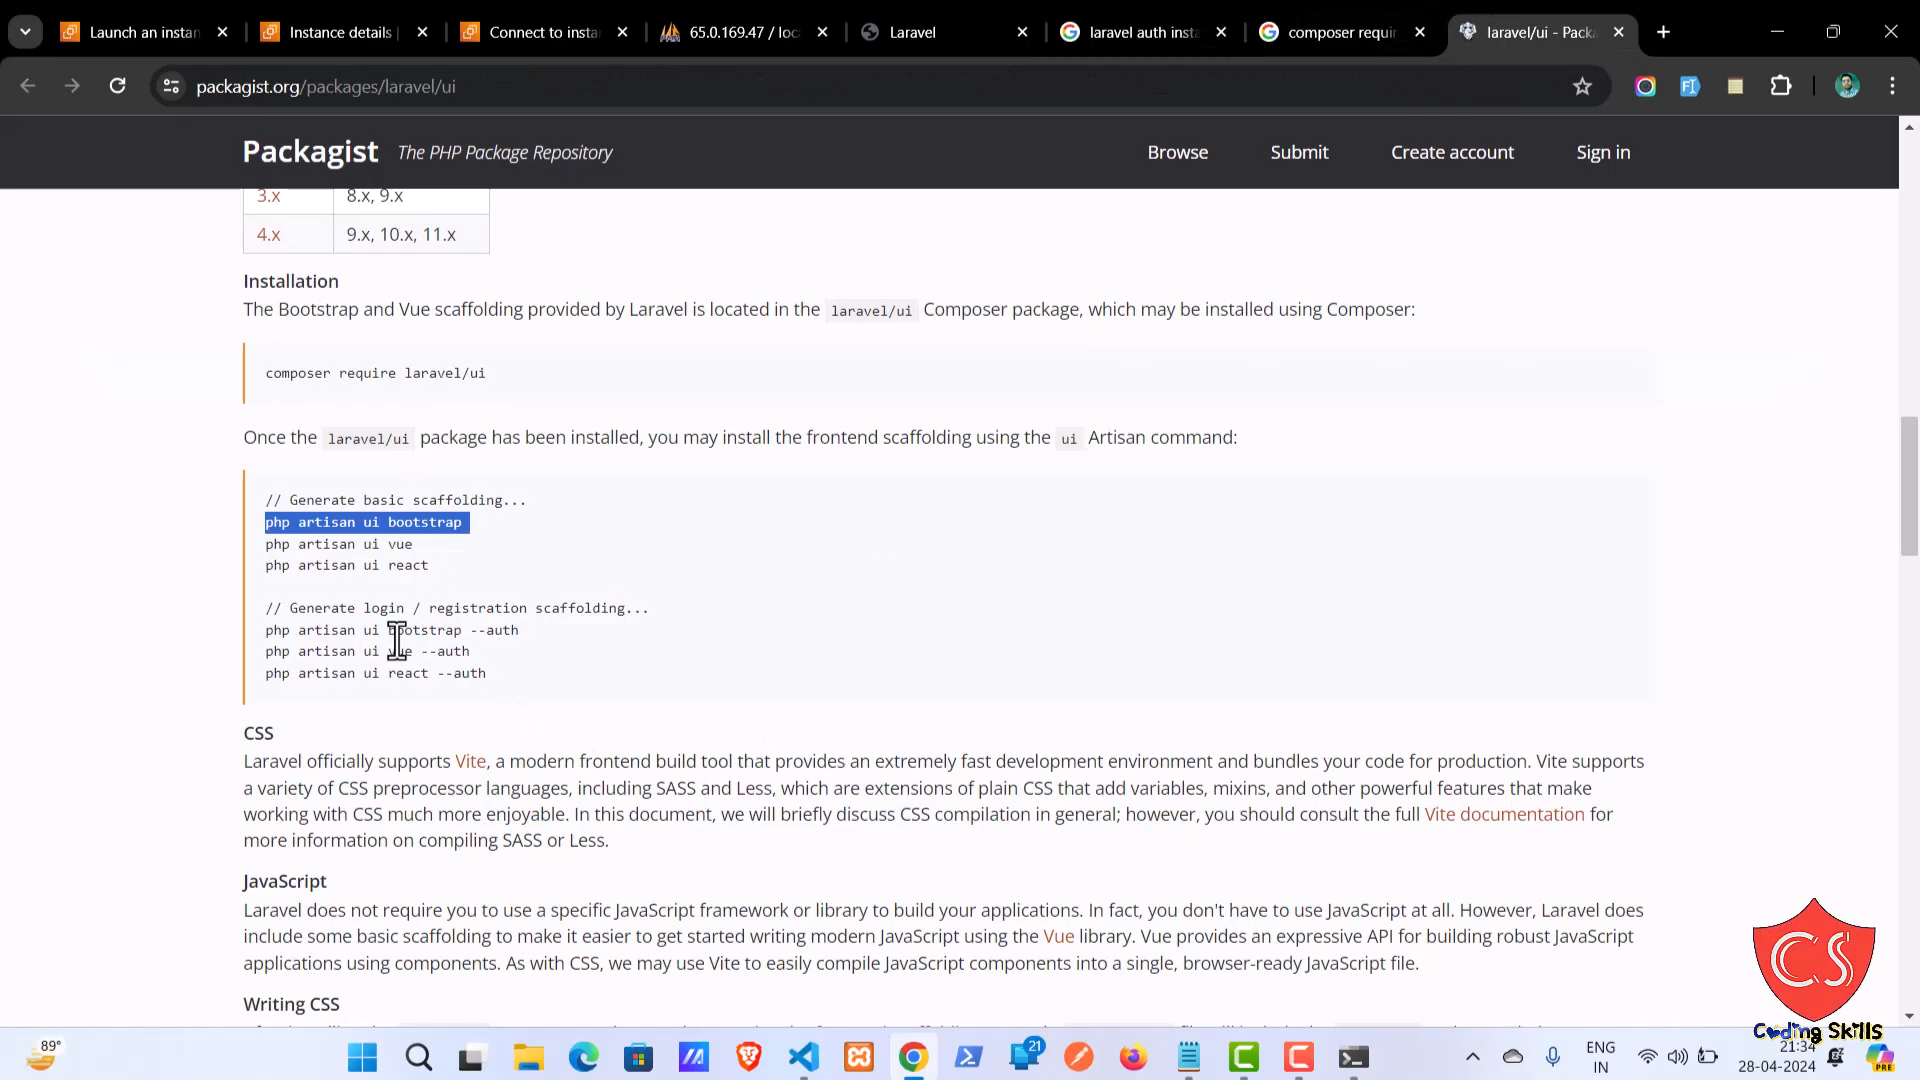 Launch an instan
Instance details |
Connect to insta
65.0.169.47 / loc
Laravel
laravel auth insta
composer requir
laravel/ui - Packa
packagist.org/packages/laravel/ui
Packagist The PHP Package Repository
Browse Submit Create account Sign in
3.x 8.x, 9.x
4.x 9.x, 10.x, 11.x
Installation
The Bootstrap and Vue scaffolding provided by Laravel is located in the laravel/ui Composer package, which may be installed using Composer:
composer require laravel/ui
Once the laravel/ui package has been installed, you may install the frontend scaffolding using the ui Artisan command:
// Generate basic scaffolding...
php artisan ui bootstrap
php artisan ui vue
php artisan ui react
// Generate login / registration scaffolding...
php artisan ui bootstrap --auth
php artisan ui vue --auth
php artisan ui react --auth
CSS
Laravel officially supports Vite, a modern frontend build tool that provides an extremely fast development environment and bundles your code for production. Vite supports
a variety of CSS preprocessor languages, including SASS and Less, which are extensions of plain CSS that add variables, mixins, and other powerful features that make
working with CSS much more enjoyable. In this document, we will briefly discuss CSS compilation in general; however, you should consult the full Vite documentation for
more information on compiling SASS or Less.
JavaScript
Laravel does not require you to use a specific JavaScript framework or library to build your applications. In fact, you don't have to use JavaScript at all. However, Laravel does
include some basic scaffolding to make it easier to get started writing modern JavaScript using the Vue library. Vue provides an expressive API for building robust JavaScript
applications using components. As with CSS, we may use Vite to easily compile JavaScript components into a single, browser-ready JavaScript file.
Writing CSS
CS
Coding Skills
89°
21
ENG
IN
21:34
28-04-2024
PRE